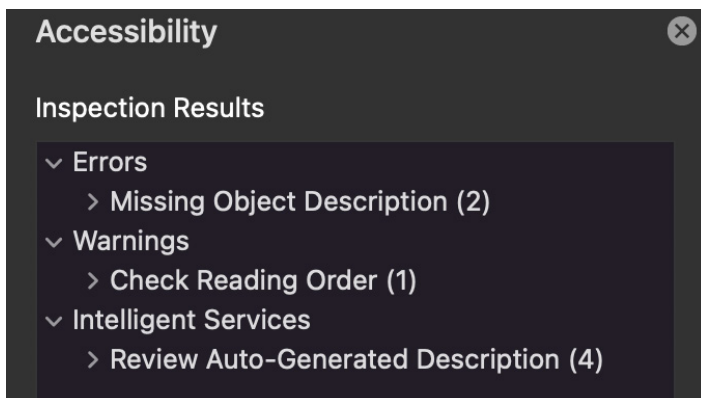 Accessibility
Inspection Results
Errors
Missing Object Description (2)
Warnings
Check Reading Order (1)
Intelligent Services
Review Auto-Generated Description (4)